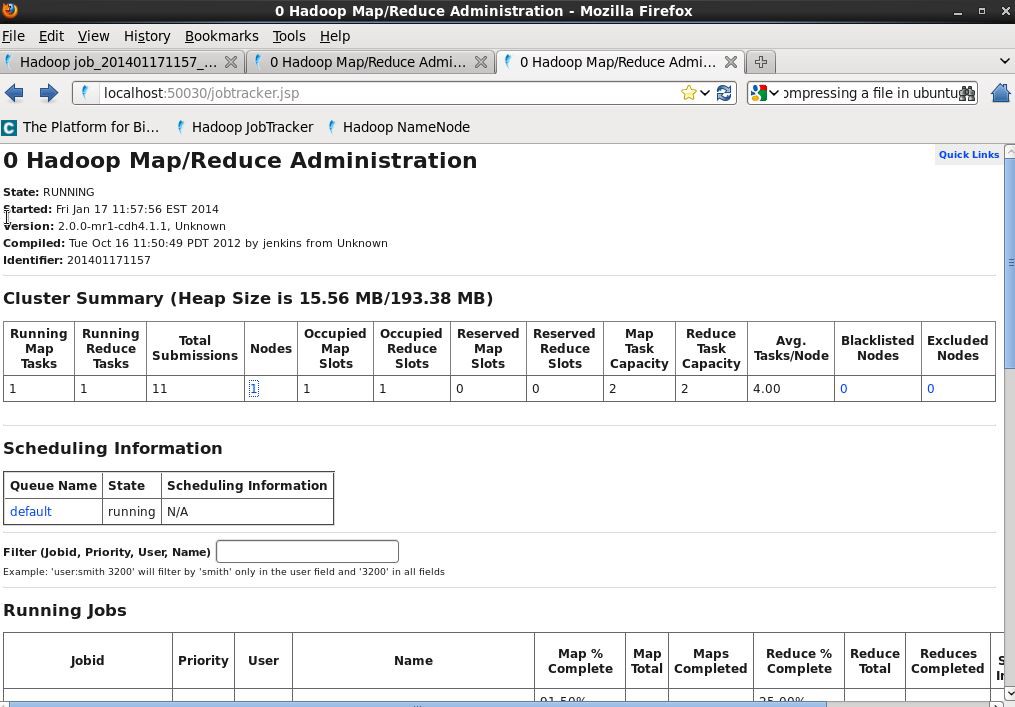 0 Hadoop Map/Reduce Administration - Mozilla Firefox
File Edit View History Bookmarks Tools Help
Hadoop job_201401171157_... 0 Hadoop Map/Reduce Admi... 0 Hadoop Map/Reduce Admi...
localhost:50030/jobtracker.jsp ompressing a file in ubuntu
The Platform for Bi... Hadoop JobTracker Hadoop NameNode
0 Hadoop Map/Reduce Administration
Quick Links
State: RUNNING
Started: Fri Jan 17 11:57:56 EST 2014
Version: 2.0.0-mr1-cdh4.1.1, Unknown
Compiled: Tue Oct 16 11:50:49 PDT 2012 by jenkins from Unknown
Identifier: 201401171157
Cluster Summary (Heap Size is 15.56 MB/193.38 MB)
Running Map Tasks Running Reduce Tasks Total Submissions Nodes Occupied Map Slots Occupied Reduce Slots Reserved Map Slots Reserved Reduce Slots Map Task Capacity Reduce Task Capacity Avg. Tasks/Node Blacklisted Nodes Excluded Nodes
1 1 11 1 1 1 0 0 2 2 4.00 0 0
Scheduling Information
Queue Name State Scheduling Information
default running N/A
Filter (Jobid, Priority, User, Name)
Example: 'user:smith 3200' will filter by 'smith' only in the user field and '3200' in all fields
Running Jobs
Jobid Priority User Name Map % Complete Map Total Maps Completed Reduce % Complete Reduce Total Reduces Completed